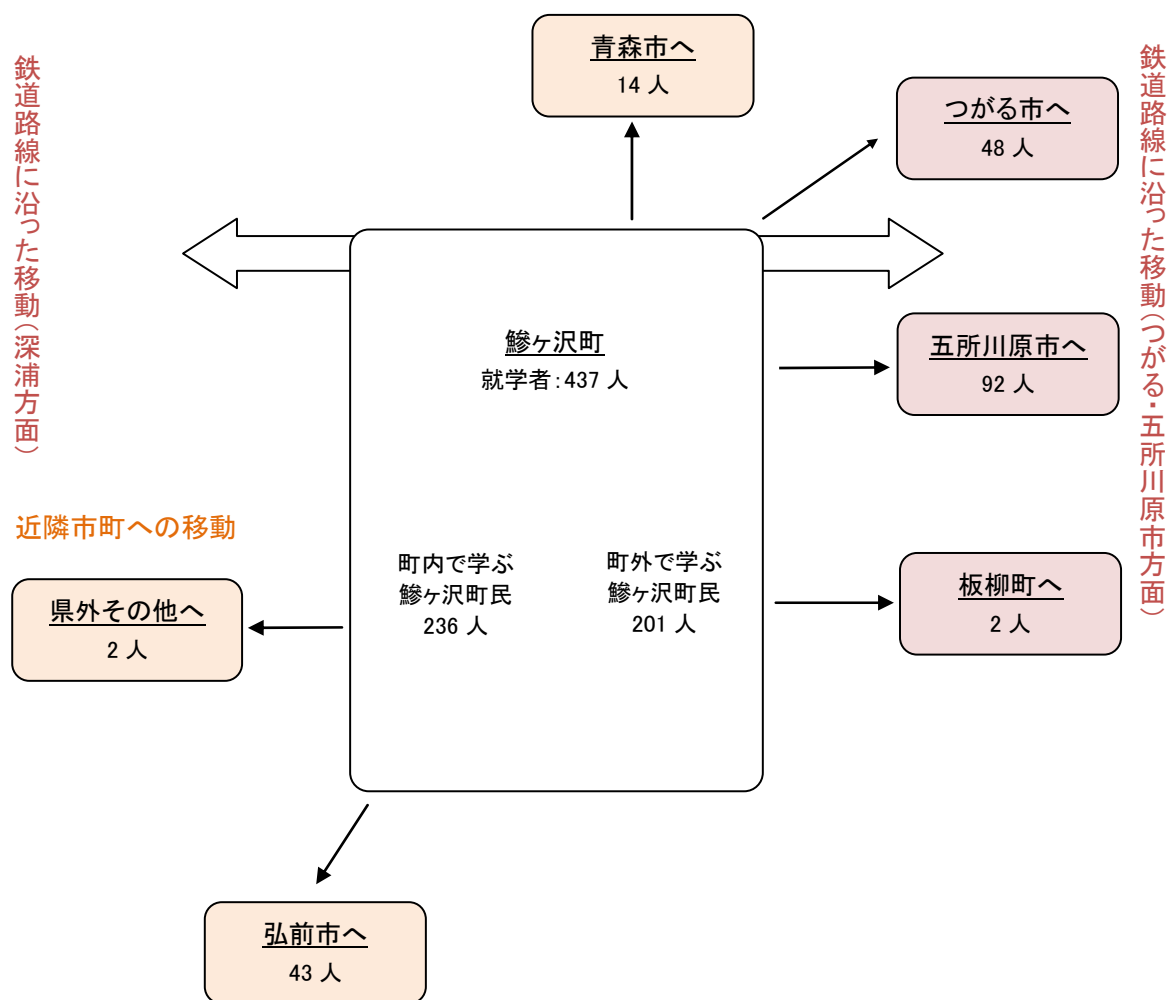 青森市へ
14 人
鉄道路線に沿った移動（深浦方面）
鉄道路線に沿った移動（つがる・五所川原市方面）
つがる市へ
48 人
鰺ヶ沢町
就学者：437 人
五所川原市へ
92 人
近隣市町への移動
町内で学ぶ
鰺ヶ沢町民
236 人
町外で学ぶ
鰺ヶ沢町民
201 人
板柳町へ
2 人
県外その他へ
2 人
弘前市へ
43 人